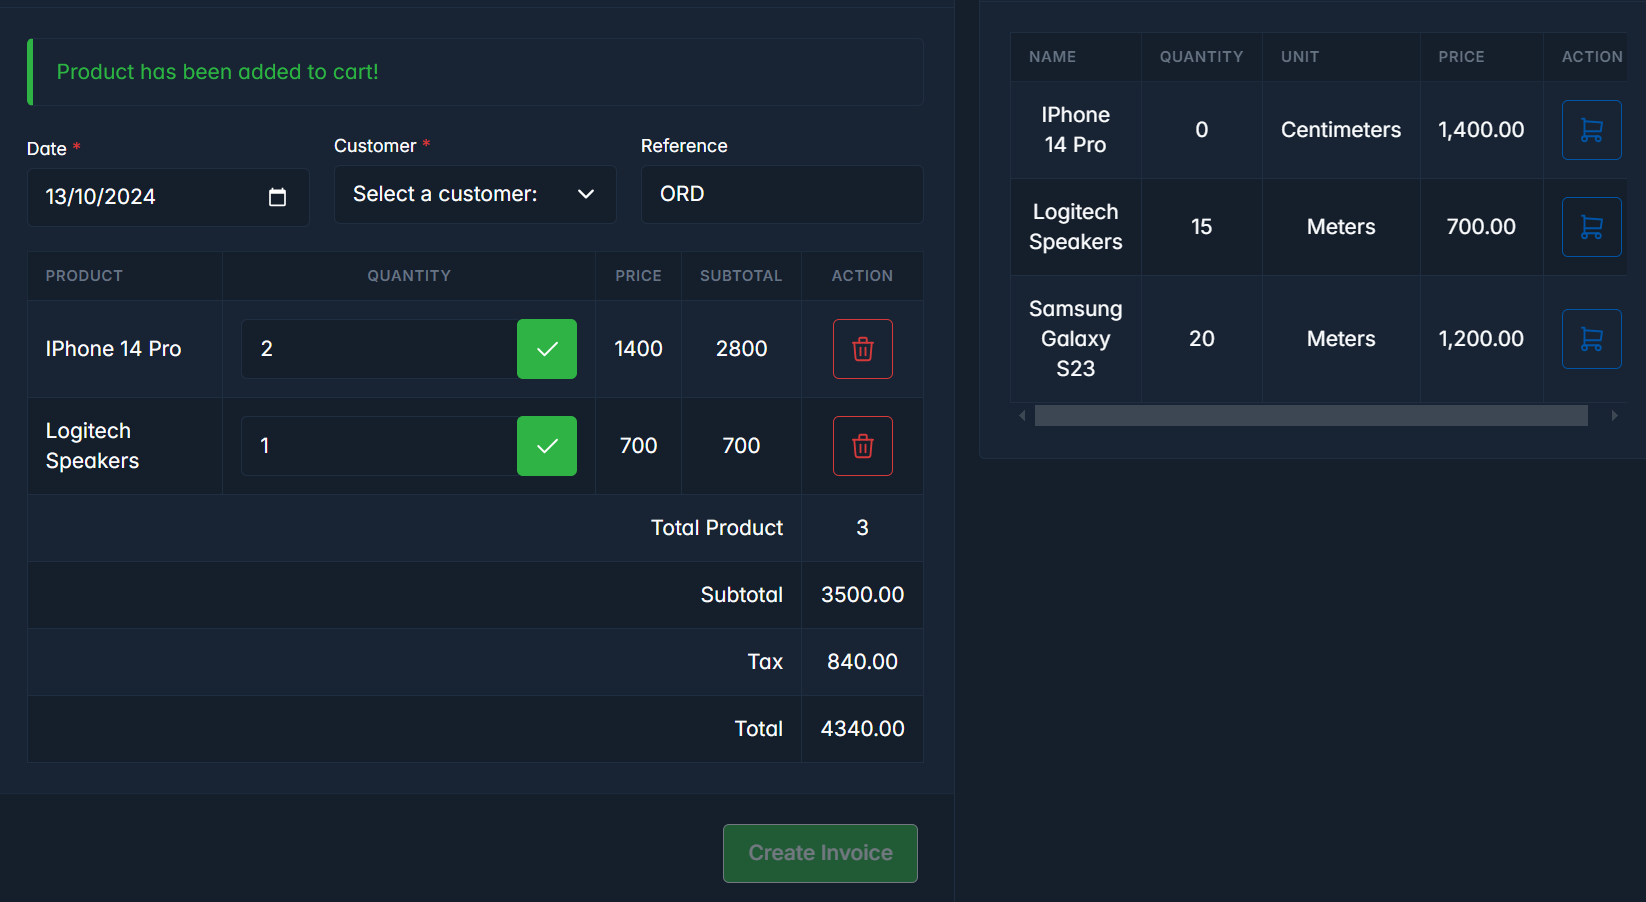 Product has been added to cart!
Date *
Customer *
Reference
13/10/2024
Select a customer:
ORD
PRODUCT QUANTITY PRICE SUBTOTAL ACTION
IPhone 14 Pro 2 1400 2800
Logitech
Speakers
1 700 700
Total Product 3
Subtotal 3500.00
Tax 840.00
Total 4340.00
Create Invoice
NAME QUANTITY UNIT PRICE ACTION
IPhone
14 Pro
0 Centimeters 1,400.00
Logitech
Speakers
15 Meters 700.00
Samsung
Galaxy
S23
20 Meters 1,200.00